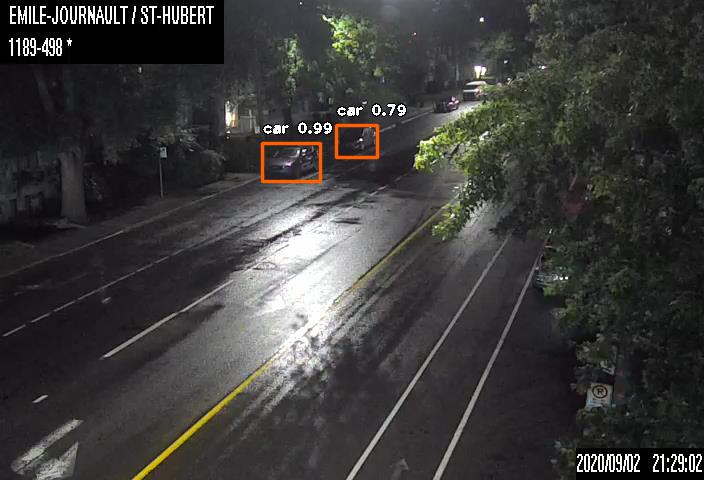 EMILE-JOURNAULT / ST-HUBERT
1189-498 *
car 0.99
car 0.79
P
2020/09/02 21:29:02